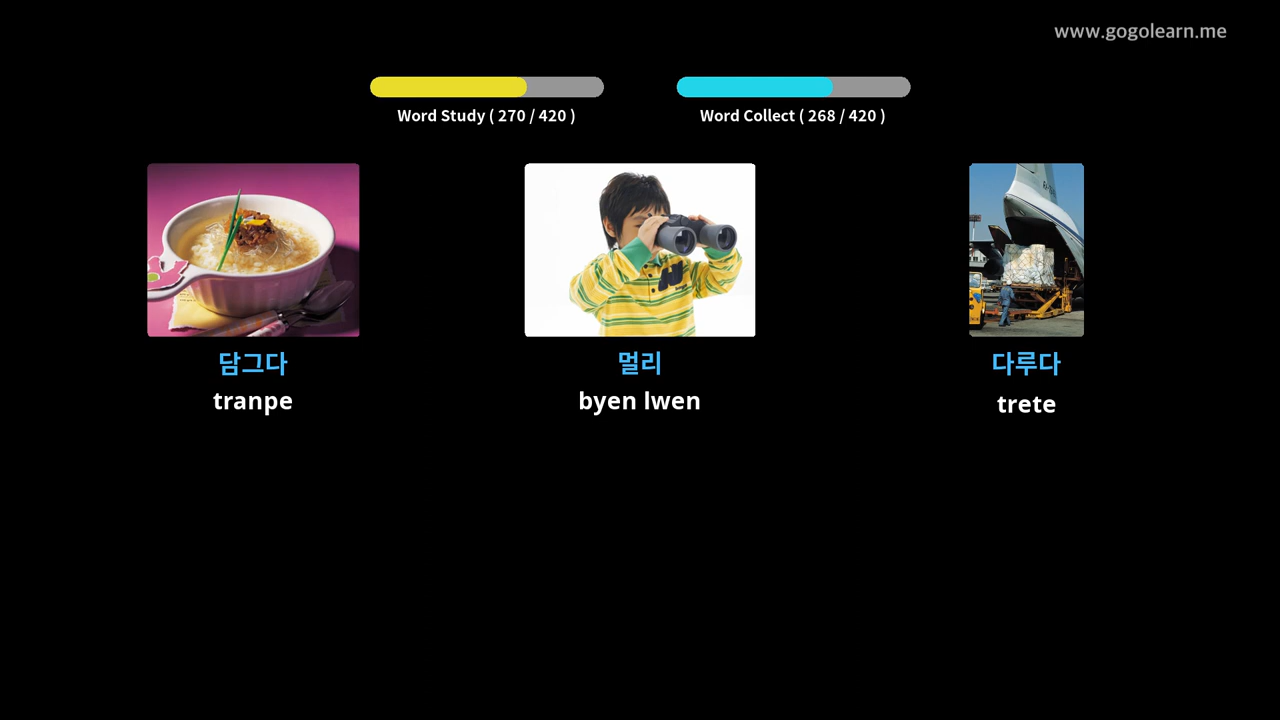 www.gogolearn.me
Word Study ( 270 / 420 )
Word Collect ( 268 / 420 )
담그다
tranpe
멀리
byen lwen
다루다
trete